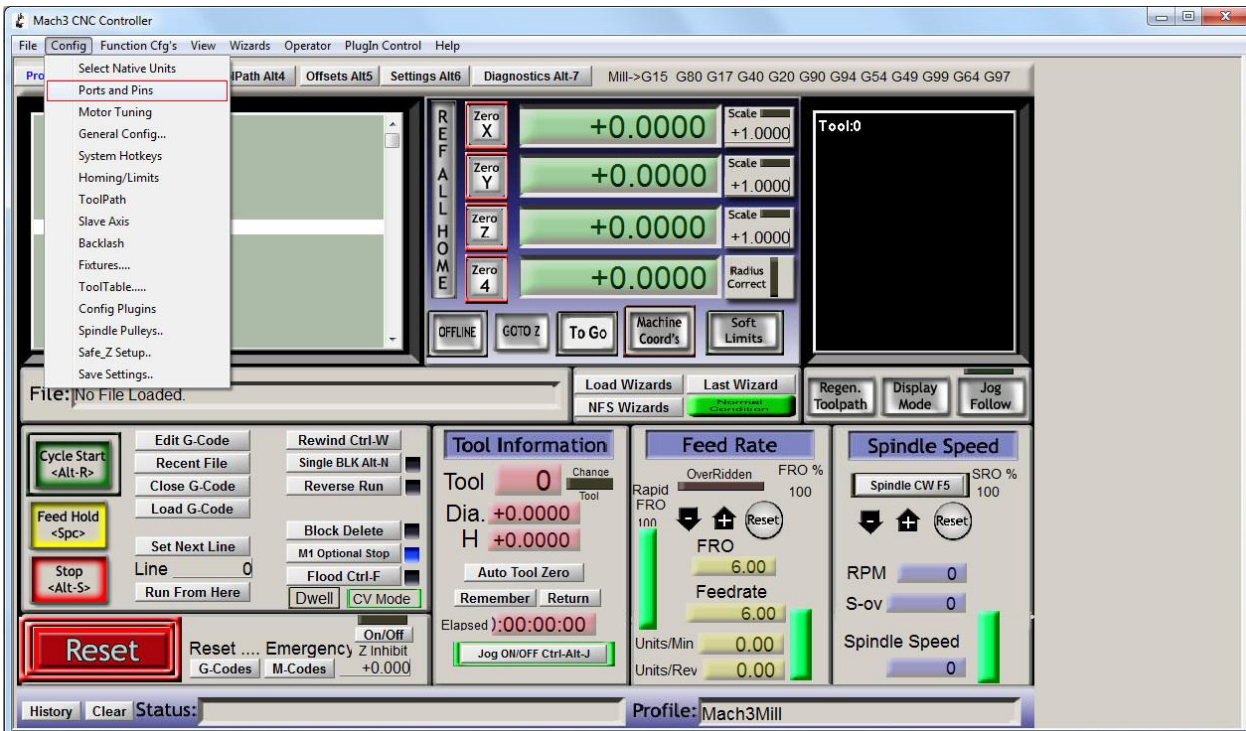 Mach3 CNC Controller
File Config Function Cfg's View Wizards Operator PlugIn Control Help
Select Native Units
Ports and Pins
Motor Tuning
General Config...
System Hotkeys
Homing/Limits
ToolPath
Slave Axis
Backlash
Fixtures....
ToolTable.....
Config Plugins
Spindle Pulleys..
Safe_Z Setup..
Save Settings..
Pro
Path Alt4 Offsets Alt5 Settings Alt6 Diagnostics Alt-7 Mill->G15 G80 G17 G40 G20 G90 G94 G54 G49 G99 G64 G97
REF ALL HOME
Zero X +0.0000 Scale +1.0000
Zero Y +0.0000 Scale +1.0000
Zero Z +0.0000 Scale +1.0000
Zero 4 +0.0000 Radius Correct
OFFLINE GOTO Z To Go Machine Coord's Soft Limits
Tool:0
File: No File Loaded.
Load Wizards Last Wizard
NFS Wizards Normal Condition
Regen. Toolpath Display Mode Jog Follow
Cycle Start <Alt-R>
Feed Hold <Spc>
Stop <Alt-S>
Edit G-Code
Recent File
Close G-Code
Load G-Code
Set Next Line
Line 0
Run From Here
Rewind Ctrl-W
Single BLK Alt-N
Reverse Run
Block Delete
M1 Optional Stop
Flood Ctrl-F
Dwell CV Mode
Reset
Reset .... Emergency
G-Codes M-Codes
On/Off
Z Inhibit
+0.000
Tool Information
Tool 0 Change Tool
Dia. +0.0000
H +0.0000
Auto Tool Zero
Remember Return
Elapsed ):00:00:00
Jog ON/OFF Ctrl-Alt-J
Feed Rate
OverRidden FRO %
100
Rapid FRO
100
Reset
FRO
6.00
Feedrate
6.00
Units/Min 0.00
Units/Rev 0.00
Spindle Speed
Spindle CW F5 SRO %
100
Reset
RPM 0
S-ov 0
Spindle Speed
0
History Clear Status:
Profile: Mach3Mill